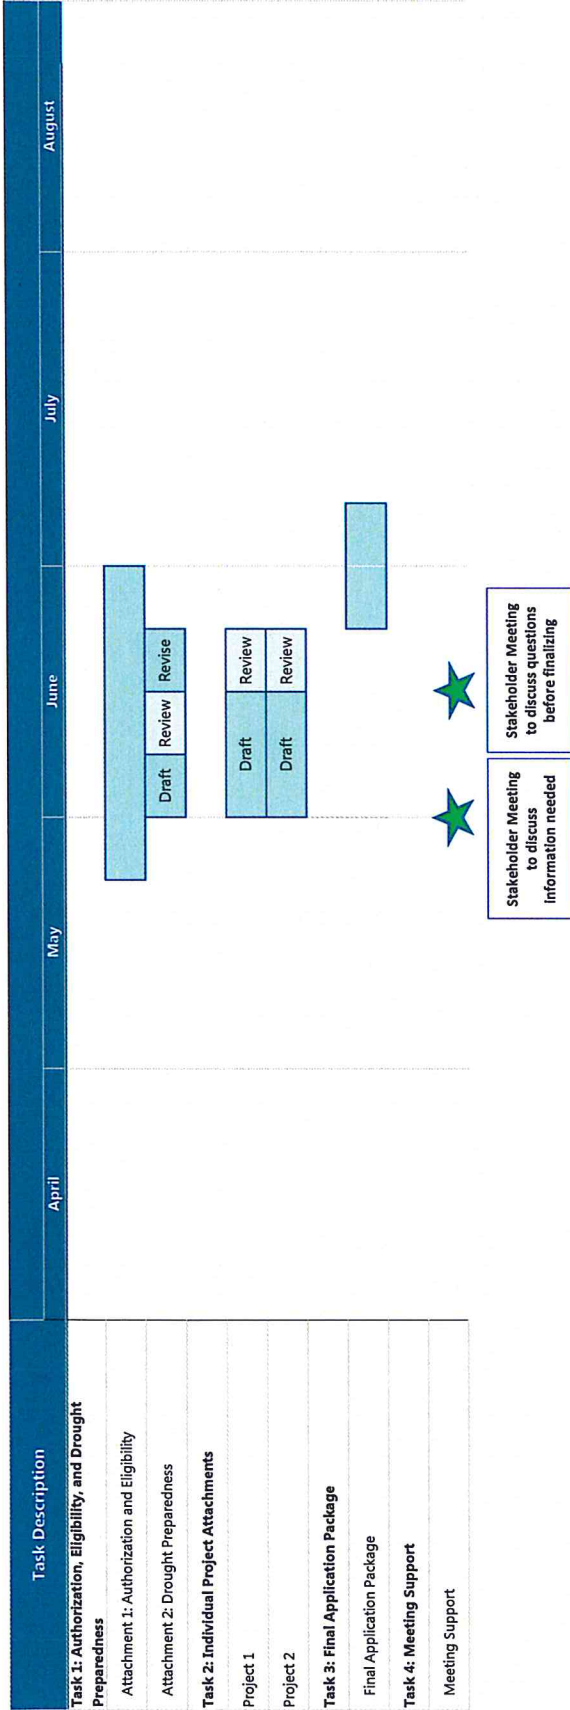 Task Description
April
May
June
July
August
Task 1: Authorization, Eligibility, and Drought
Preparedness
Attachment 1: Authorization and Eligibility
Attachment 2: Drought Preparedness
Draft
Review
Revise
Task 2: Individual Project Attachments
Project 1
Draft
Review
Project 2
Draft
Review
Task 3: Final Application Package
Final Application Package
Task 4: Meeting Support
Meeting Support
Stakeholder Meeting
to discuss
information needed
Stakeholder Meeting
to discuss questions
before finalizing